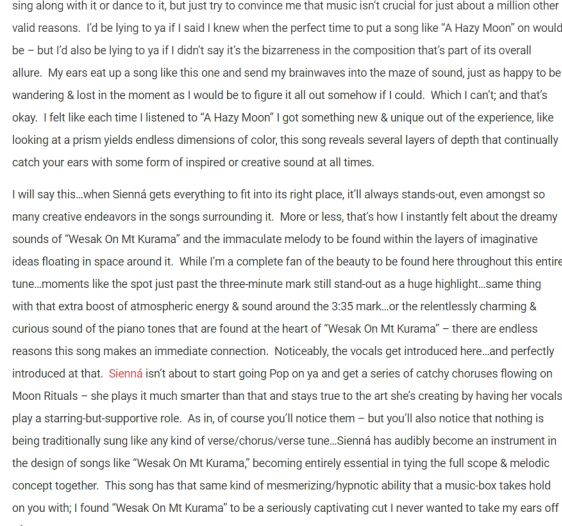 sing along with it or dance to it, but just try to convince me that music isn’t crucial for just about a million other
valid reasons.  I’d be lying to ya if I said I knew when the perfect time to put a song like “A Hazy Moon” on would
be – but I’d also be lying to ya if I didn’t say it’s the bizarreness in the composition that’s part of its overall
allure.  My ears eat up a song like this one and send my brainwaves into the maze of sound, just as happy to be
wandering & lost in the moment as I would be to figure it all out somehow if I could.  Which I can’t; and that’s
okay.  I felt like each time I listened to “A Hazy Moon” I got something new & unique out of the experience, like
looking at a prism yields endless dimensions of color, this song reveals several layers of depth that continually
catch your ears with some form of inspired or creative sound at all times.
I will say this…when Sienná gets everything to fit into its right place, it’ll always stands-out, even amongst so
many creative endeavors in the songs surrounding it.  More or less, that’s how I instantly felt about the dreamy
sounds of “Wesak On Mt Kurama” and the immaculate melody to be found within the layers of imaginative
ideas floating in space around it.  While I’m a complete fan of the beauty to be found here throughout this entire
tune…moments like the spot just past the three-minute mark still stand-out as a huge highlight…same thing
with that extra boost of atmospheric energy & sound around the 3:35 mark…or the relentlessly charming &
curious sound of the piano tones that are found at the heart of “Wesak On Mt Kurama” – there are endless
reasons this song makes an immediate connection.  Noticeably, the vocals get introduced here…and perfectly
introduced at that.  Sienná isn’t about to start going Pop on ya and get a series of catchy choruses flowing on
Moon Rituals – she plays it much smarter than that and stays true to the art she’s creating by having her vocals
play a starring-but-supportive role.  As in, of course you’ll notice them – but you’ll also notice that nothing is
being traditionally sung like any kind of verse/chorus/verse tune…Sienná has audibly become an instrument in
the design of songs like “Wesak On Mt Kurama,” becoming entirely essential in tying the full scope & melodic
concept together.  This song has that same kind of mesmerizing/hypnotic ability that a music-box takes hold
on you with; I found “Wesak On Mt Kurama” to be a seriously captivating cut I never wanted to take my ears off